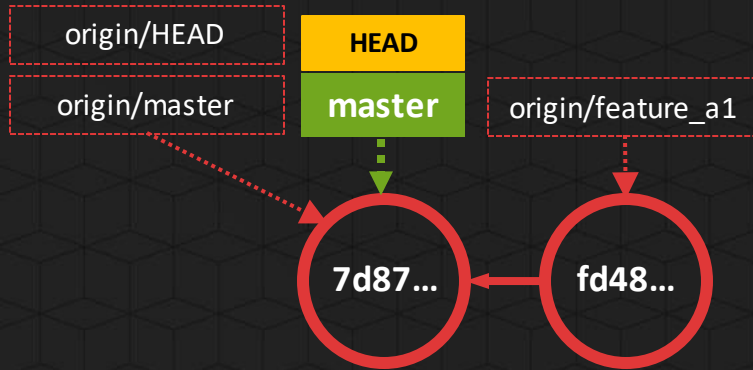 origin/HEAD
HEAD
origin/master
master
origin/feature_a1
7d87...
fd48...